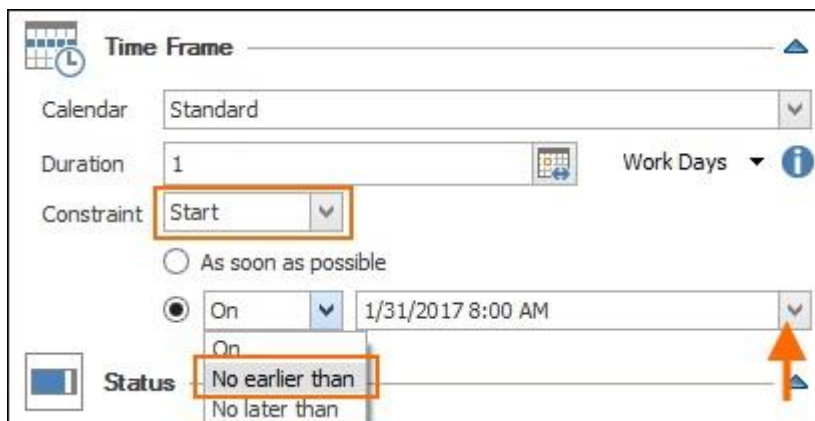 Time Frame
Calendar Standard
Duration 1 Work Days
Constraint Start
As soon as possible
On 1/31/2017 8:00 AM
On
Status No earlier than
No later than